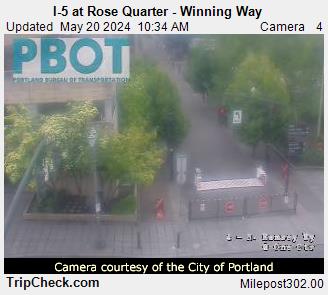 I-5 at Rose Quarter - Winning Way
Updated May 20 2024 10:34 AM Camera 4
PBOT
PORTLAND BUREAU OF TRANSPORTATION
Camera courtesy of the City of Portland
TripCheck.com Milepost302.00